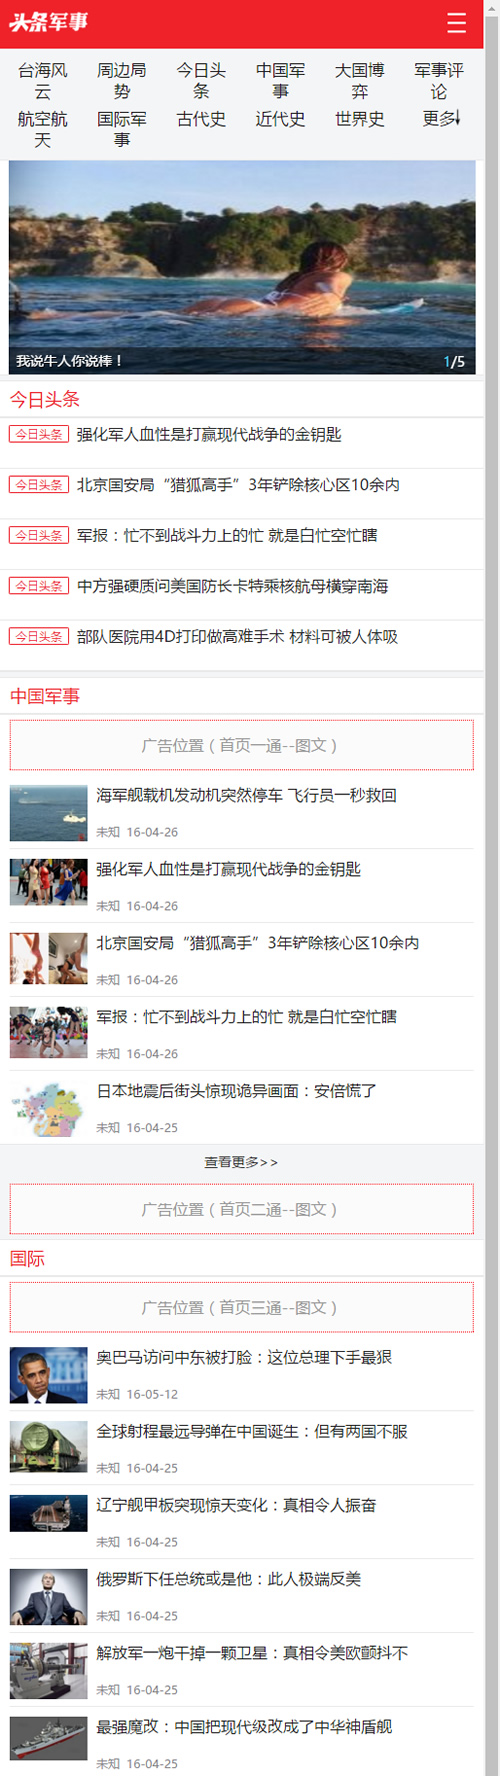 头条军事
台海风云 周边局势 今日头条 中国军事 大国博弈 军事评论
航空航天 国际军事 古代史 近代史 世界史 更多
我说牛人你说棒！ 1/5
今日头条
今日头条 强化军人血性是打赢现代战争的金钥匙
今日头条 北京国安局“猎狐高手”3年铲除核心区10余内
今日头条 军报：忙不到战斗力上的忙 就是白忙空忙瞎
今日头条 中方强硬质问美国防长卡特乘核航母横穿南海
今日头条 部队医院用4D打印做高难手术 材料可被人体吸
中国军事
广告位置 ( 首页一通--图文 )
海军舰载机发动机突然停车 飞行员一秒救回
未知 16-04-26
强化军人血性是打赢现代战争的金钥匙
未知 16-04-26
北京国安局“猎狐高手”3年铲除核心区10余内
未知 16-04-26
军报：忙不到战斗力上的忙 就是白忙空忙瞎
未知 16-04-26
日本地震后街头惊现诡异画面：安倍慌了
未知 16-04-25
查看更多>>
广告位置 ( 首页二通--图文 )
国际
广告位置 ( 首页三通--图文 )
奥巴马访问中东被打脸：这位总理下手最狠
未知 16-05-12
全球射程最远导弹在中国诞生：但有两国不服
未知 16-04-25
辽宁舰甲板突现惊天变化：真相令人振奋
未知 16-04-25
俄罗斯下任总统或是他：此人极端反美
未知 16-04-25
解放军一炮干掉一颗卫星：真相令美欧颤抖不
未知 16-04-25
最强魔改：中国把现代级改成了中华神盾舰
未知 16-04-25